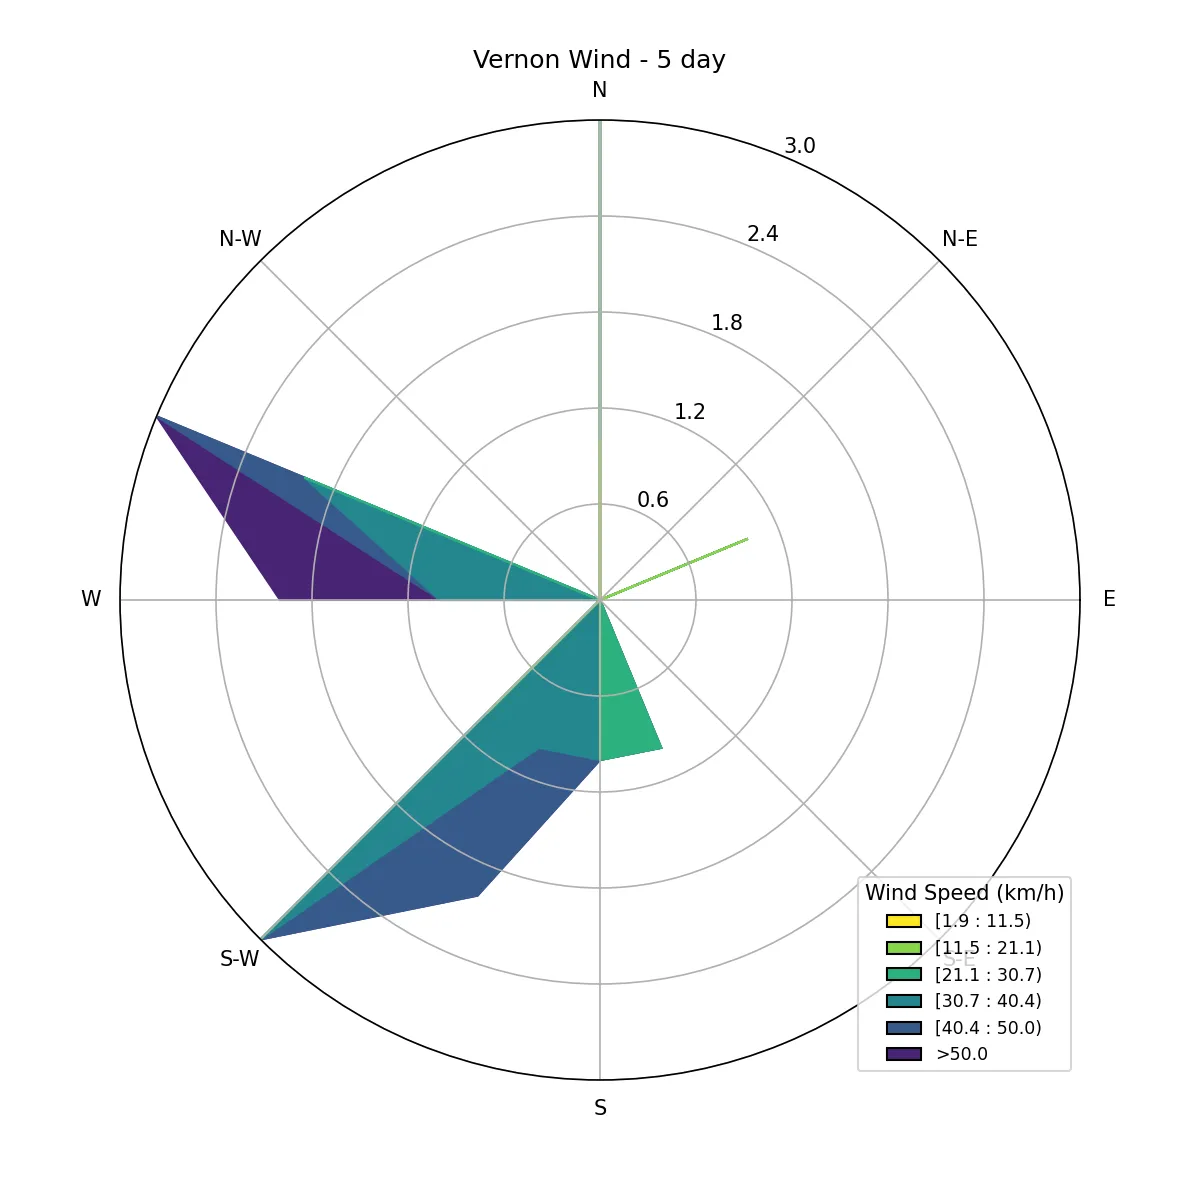 Vernon Wind - 5 day
N
3.0
N-W
2.4
N-E
1.8
1.2
0.6
W
E
Wind Speed (km/h)
[1.9 : 11.5)
[11.5 : 21.1)
S-W
S-E
[21.1 : 30.7)
[30.7 : 40.4)
[40.4 : 50.0)
>50.0
S